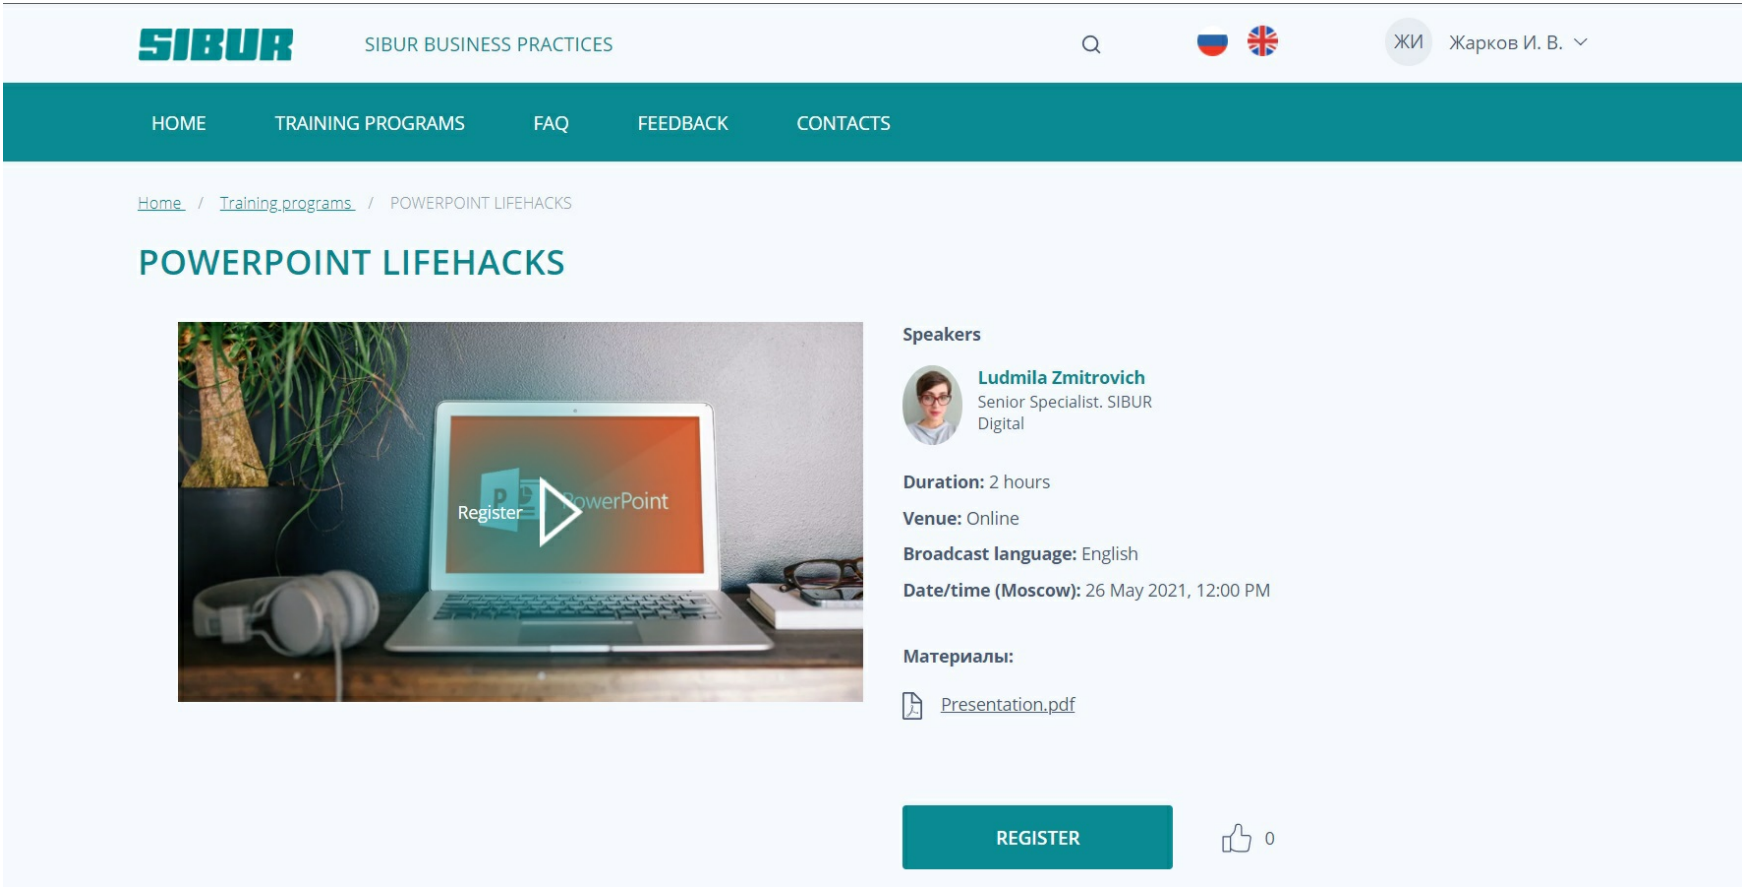 SIBUR
SIBUR BUSINESS PRACTICES
ЖИ
Жарков И. В.
HOME
TRAINING PROGRAMS
FAQ
FEEDBACK
CONTACTS
Home / Training programs / POWERPOINT LIFEHACKS
POWERPOINT LIFEHACKS
Register
P
PowerPoint
Speakers
Ludmila Zmitrovich
Senior Specialist. SIBUR
Digital
Duration: 2 hours
Venue: Online
Broadcast language: English
Date/time (Moscow): 26 May 2021, 12:00 PM
Материалы:
Presentation.pdf
REGISTER
0